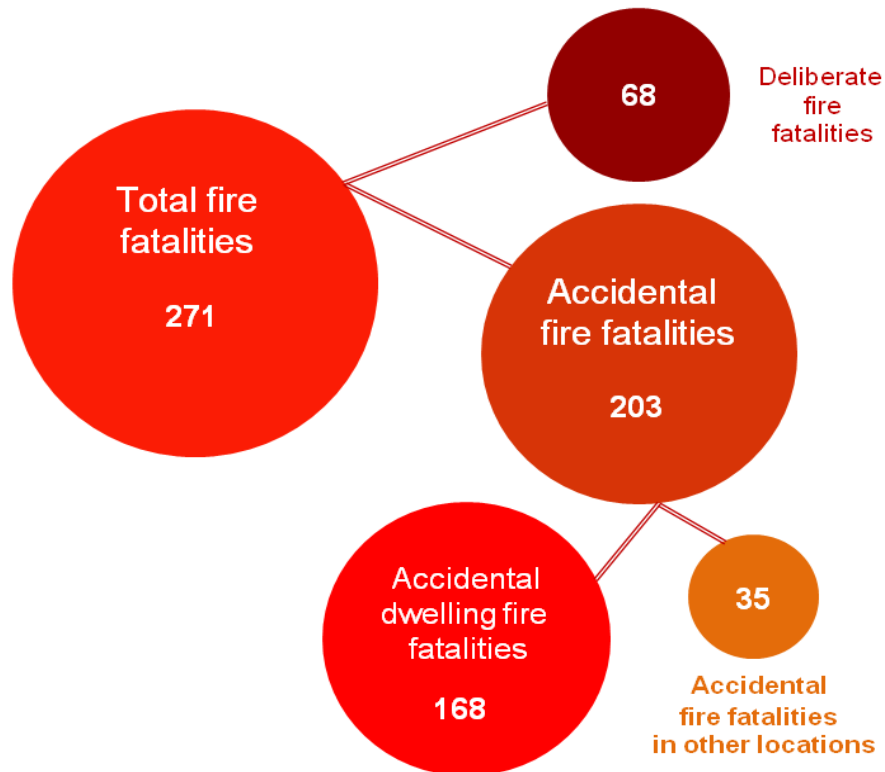 68
Deliberate
fire
fatalities
Total fire
fatalities
271
Accidental
fire fatalities
203
Accidental
dwelling fire
fatalities
168
35
Accidental
fire fatalities
in other locations